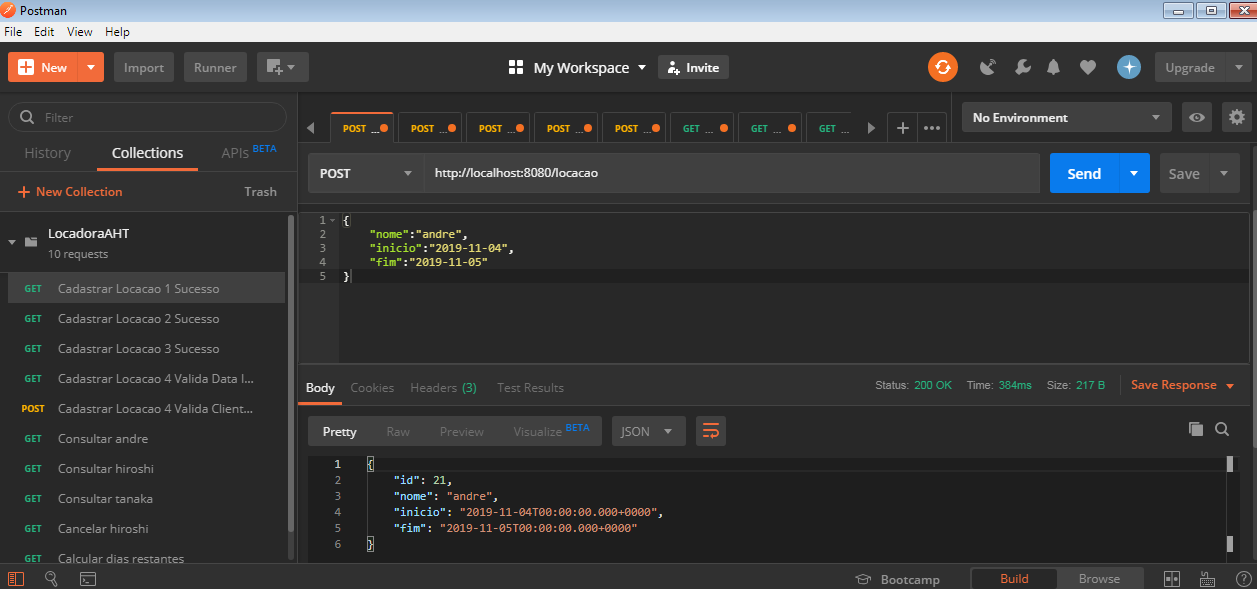 Postman
File Edit View Help
New Import Runner My Workspace Invite Upgrade
Filter
History Collections APIs BETA
New Collection Trash
LocadoraAHT
10 requests
GET Cadastrar Locacao 1 Sucesso
GET Cadastrar Locacao 2 Sucesso
GET Cadastrar Locacao 3 Sucesso
GET Cadastrar Locacao 4 Valida Data I...
POST Cadastrar Locacao 4 Valida Client...
GET Consultar andre
GET Consultar hiroshi
GET Consultar tanaka
GET Cancelar hiroshi
GET Calcular dias restantes
POST ... POST ... POST ... POST ... POST ... GET ... GET ... GET ... No Environment
POST http://localhost:8080/locacao Send Save
1 {
2 "nome":"andre",
3 "inicio":"2019-11-04",
4 "fim":"2019-11-05"
5 }
Body Cookies Headers (3) Test Results Status: 200 OK Time: 384ms Size: 217 B Save Response
Pretty Raw Preview Visualize BETA JSON
1 {
2 "id": 21,
3 "nome": "andre",
4 "inicio": "2019-11-04T00:00:00.000+0000",
5 "fim": "2019-11-05T00:00:00.000+0000"
6 }
Bootcamp Build Browse